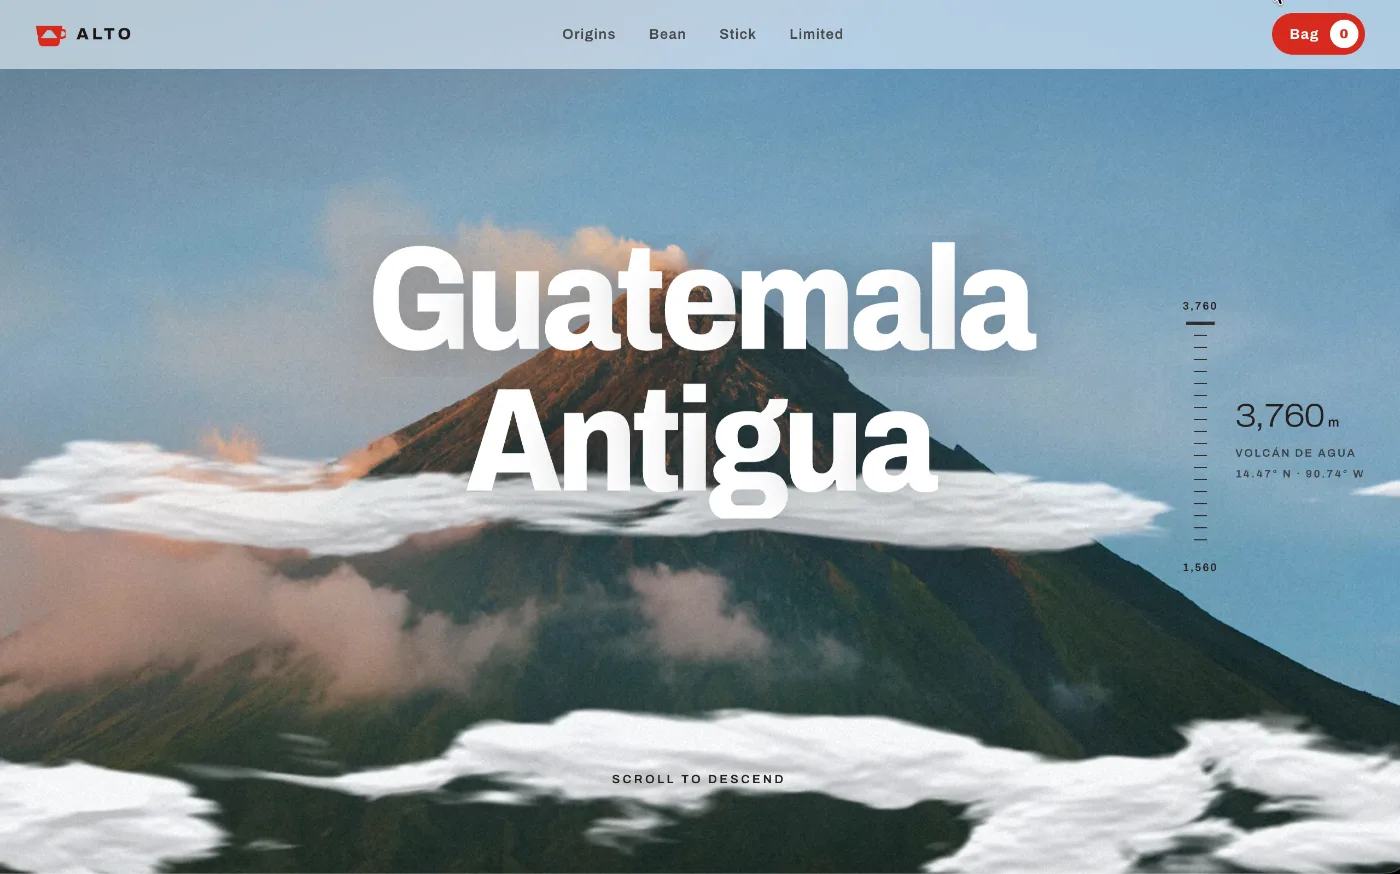 ALTO
Origins Bean Stick Limited
Bag 0
Guatemala
Antigua
3,760
3,760 m
VOLCÁN DE AGUA
14.47° N · 90.74° W
1,560
SCROLL TO DESCEND